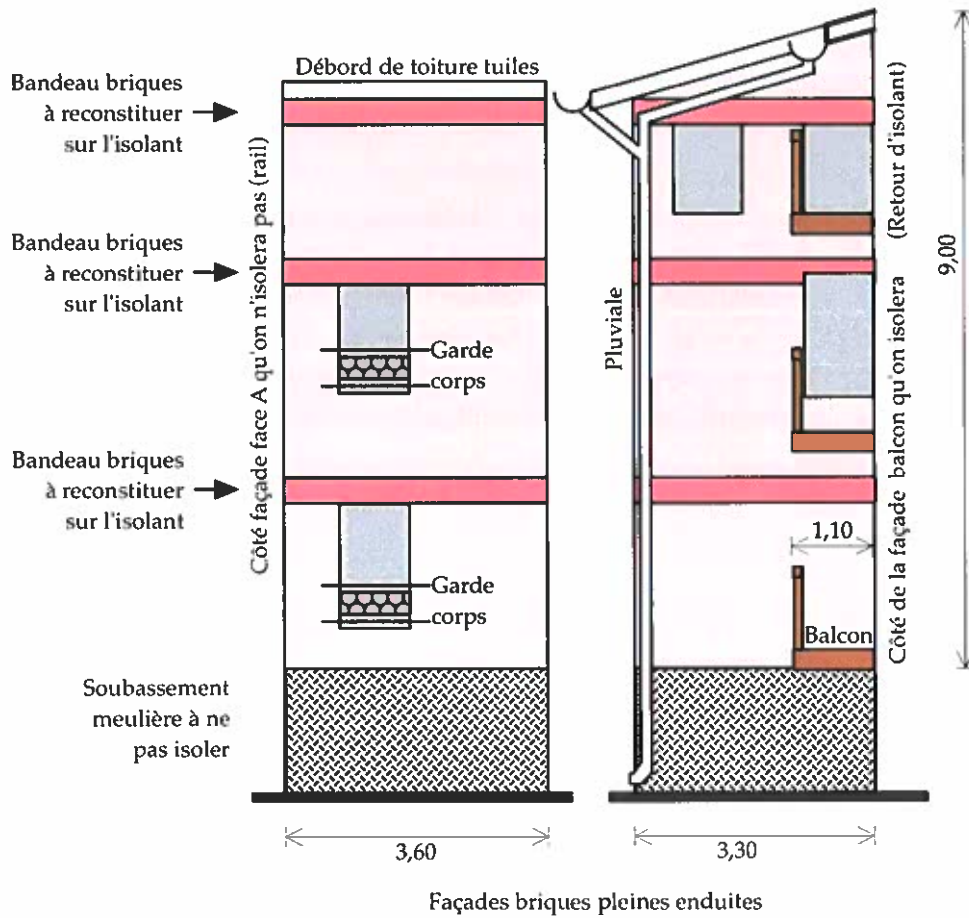 Débord de toiture tuiles
Bandeau briques
à reconstituer
sur l'isolant
Bandeau briques
à reconstituer
sur l'isolant
Bandeau briques
à reconstituer
sur l'isolant
Côté façade face A qu'on n'isolera pas (rail)
Garde
corps
Garde
corps
Soubassement
meulière à ne
pas isoler
3,60
Pluviale
1,10
Balcon
Côté de la façade balcon qu'on isolera
(Retour d'isolant)
9,00
3,30
Façades briques pleines enduites